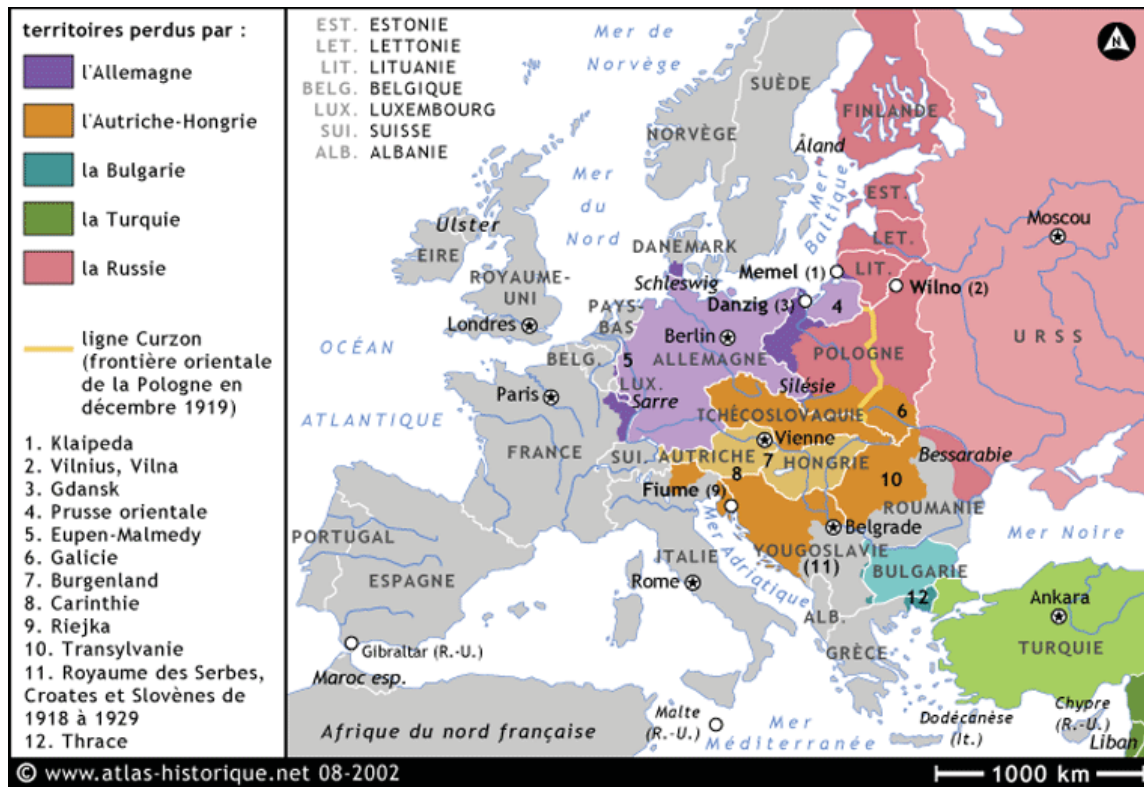 territoires perdus par :
l'Allemagne
l'Autriche-Hongrie
la Bulgarie
la Turquie
la Russie
ligne Curzon
(frontière orientale
de la Pologne en
décembre 1919)
1. Klaipeda
2. Vilnius, Vilna
3. Gdansk
4. Prusse orientale
5. Eupen-Malmedy
6. Galicie
7. Burgenland
8. Carinthie
9. Riejka
10. Transylvanie
11. Royaume des Serbes,
Croates et Slovènes de
1918 à 1929
12. Thrace
EST. ESTONIE
LET. LETTONIE
LIT. LITUANIE
BELG. BELGIQUE
LUX. LUXEMBOURG
SUI. SUISSE
ALB. ALBANIE
N
Mer de
Norvège
SUÈDE
FINLANDE
NORVÈGE
Åland
Mer
Baltique
Mer
du
Nord
EST.
Moscou
Ulster
LET.
EIRE
DANEMARK
ROYAUME-
UNI
Schleswig
Memel (1)
LIT.
Wilno (2)
PAYS-
BAS
Danzig (3)
4
Londres
Berlin
URSS
OCÉAN
BELG.
5
ALLEMAGNE
POLOGNE
LUX.
Silésie
Paris
Sarre
ATLANTIQUE
TCHÉCOSLOVAQUIE
6
Vienne
FRANCE
SUI.
AUTRICHE
7
HONGRIE
Bessarabie
8
10
Fiume (9)
ROUMANIE
Belgrade
Mer Noire
PORTUGAL
Mer Adriatique
ITALIE
YOUGOSLAVIE
(11)
BULGARIE
ESPAGNE
Rome
12
Ankara
ALB.
TURQUIE
Gibraltar (R.-U.)
GRÈCE
Maroc esp.
Afrique du nord française
Malte
(R.-U.)
Mer
Méditerranée
Dodécanèse
(It.)
Chypre
(R.-U.)
Liban
© www.atlas-historique.net 08-2002
1000 km